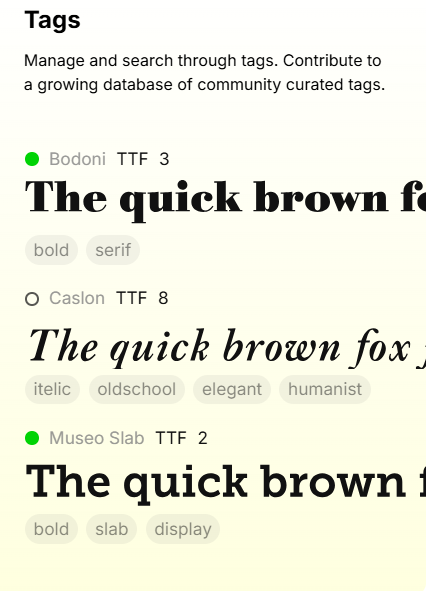 Tags
Manage and search through tags. Contribute to
a growing database of community curated tags.
Bodoni TTF 3
The quick brown fo
bold serif
Caslon TTF 8
The quick brown fox
itelic oldschool elegant humanist
Museo Slab TTF 2
The quick brown f
bold slab display